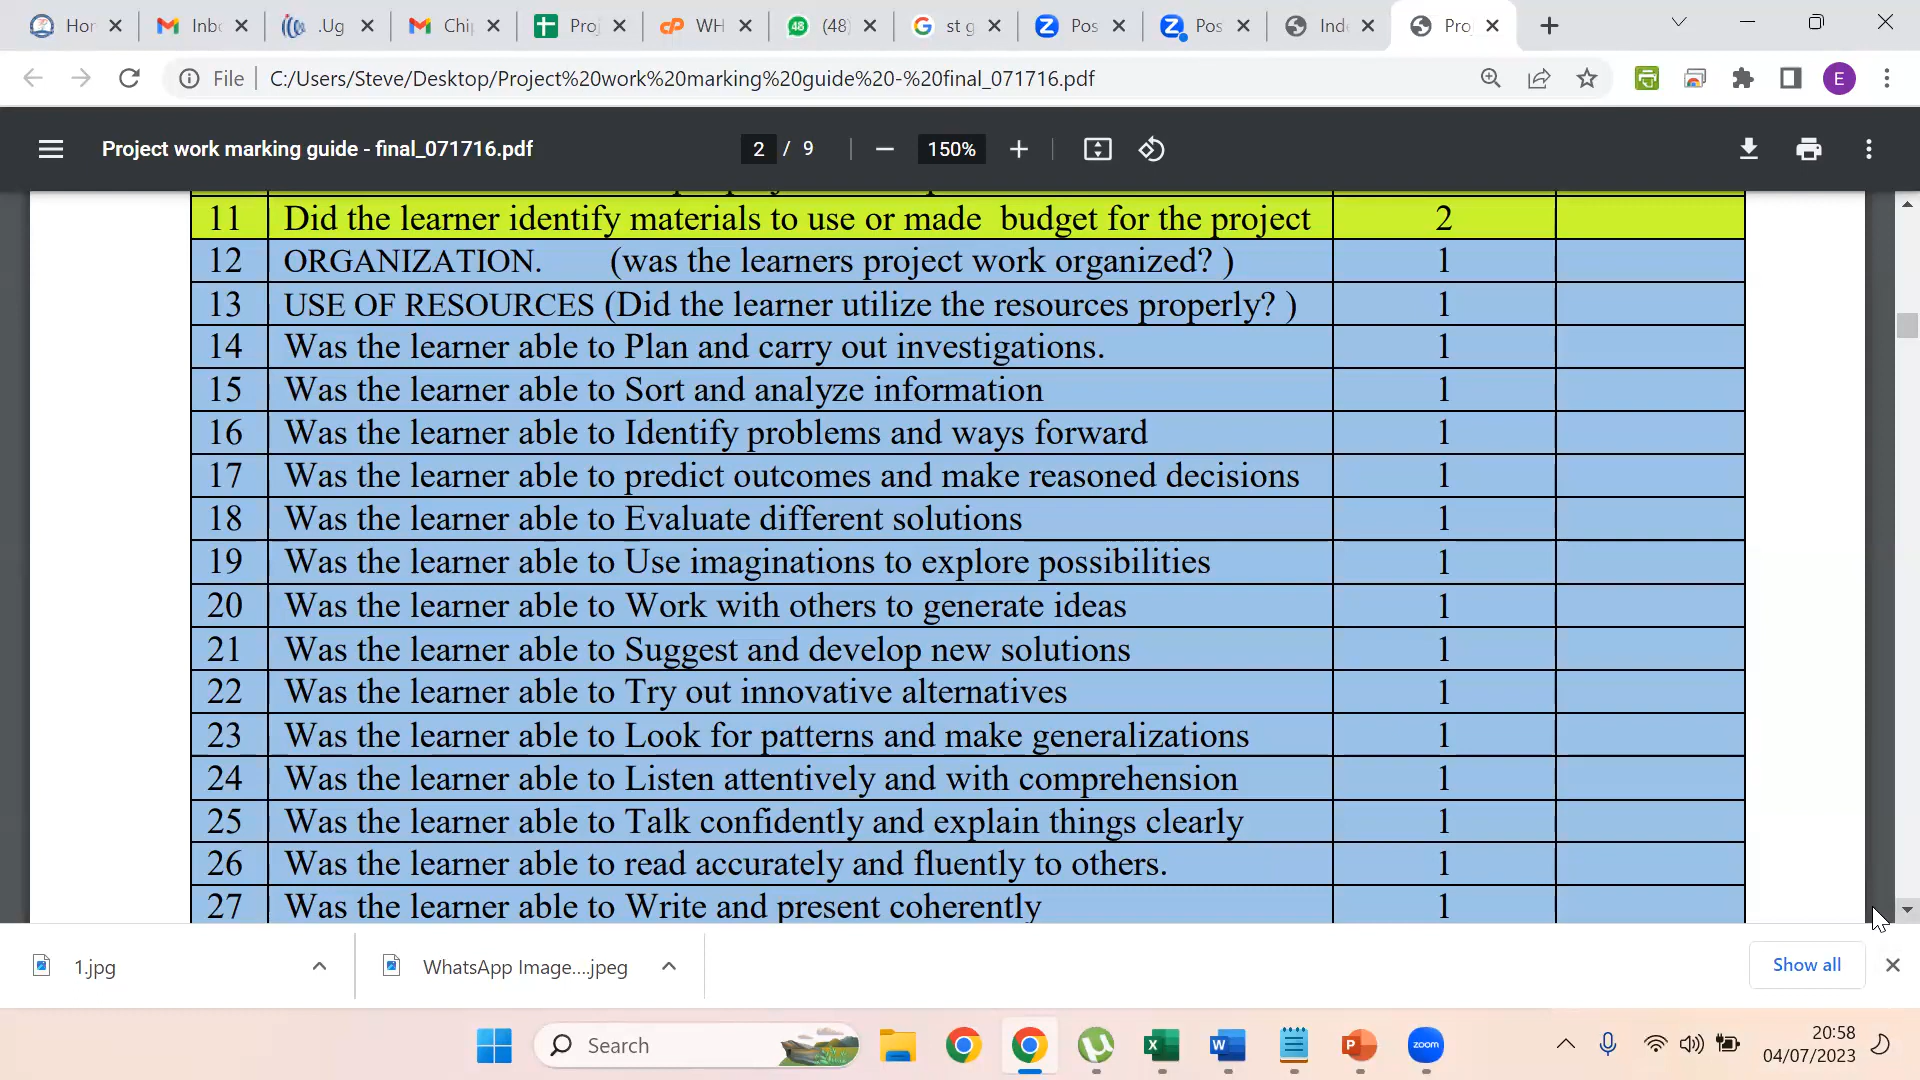 Hor
Inbo
.Ug
Chi
Proj
WH
(48)
st g
Pos
Pos
Ind
Pro
File
C:/Users/Steve/Desktop/Project%20work%20marking%20guide%20-%20final_071716.pdf
E
Project work marking guide - final_071716.pdf
2 / 9
150%
11 Did the learner identify materials to use or made budget for the project 2
12 ORGANIZATION. (was the learners project work organized? ) 1
13 USE OF RESOURCES (Did the learner utilize the resources properly? ) 1
14 Was the learner able to Plan and carry out investigations. 1
15 Was the learner able to Sort and analyze information 1
16 Was the learner able to Identify problems and ways forward 1
17 Was the learner able to predict outcomes and make reasoned decisions 1
18 Was the learner able to Evaluate different solutions 1
19 Was the learner able to Use imaginations to explore possibilities 1
20 Was the learner able to Work with others to generate ideas 1
21 Was the learner able to Suggest and develop new solutions 1
22 Was the learner able to Try out innovative alternatives 1
23 Was the learner able to Look for patterns and make generalizations 1
24 Was the learner able to Listen attentively and with comprehension 1
25 Was the learner able to Talk confidently and explain things clearly 1
26 Was the learner able to read accurately and fluently to others. 1
27 Was the learner able to Write and present coherently 1
1.jpg
WhatsApp Image....jpeg
Show all
Search
zoom
20:58
04/07/2023